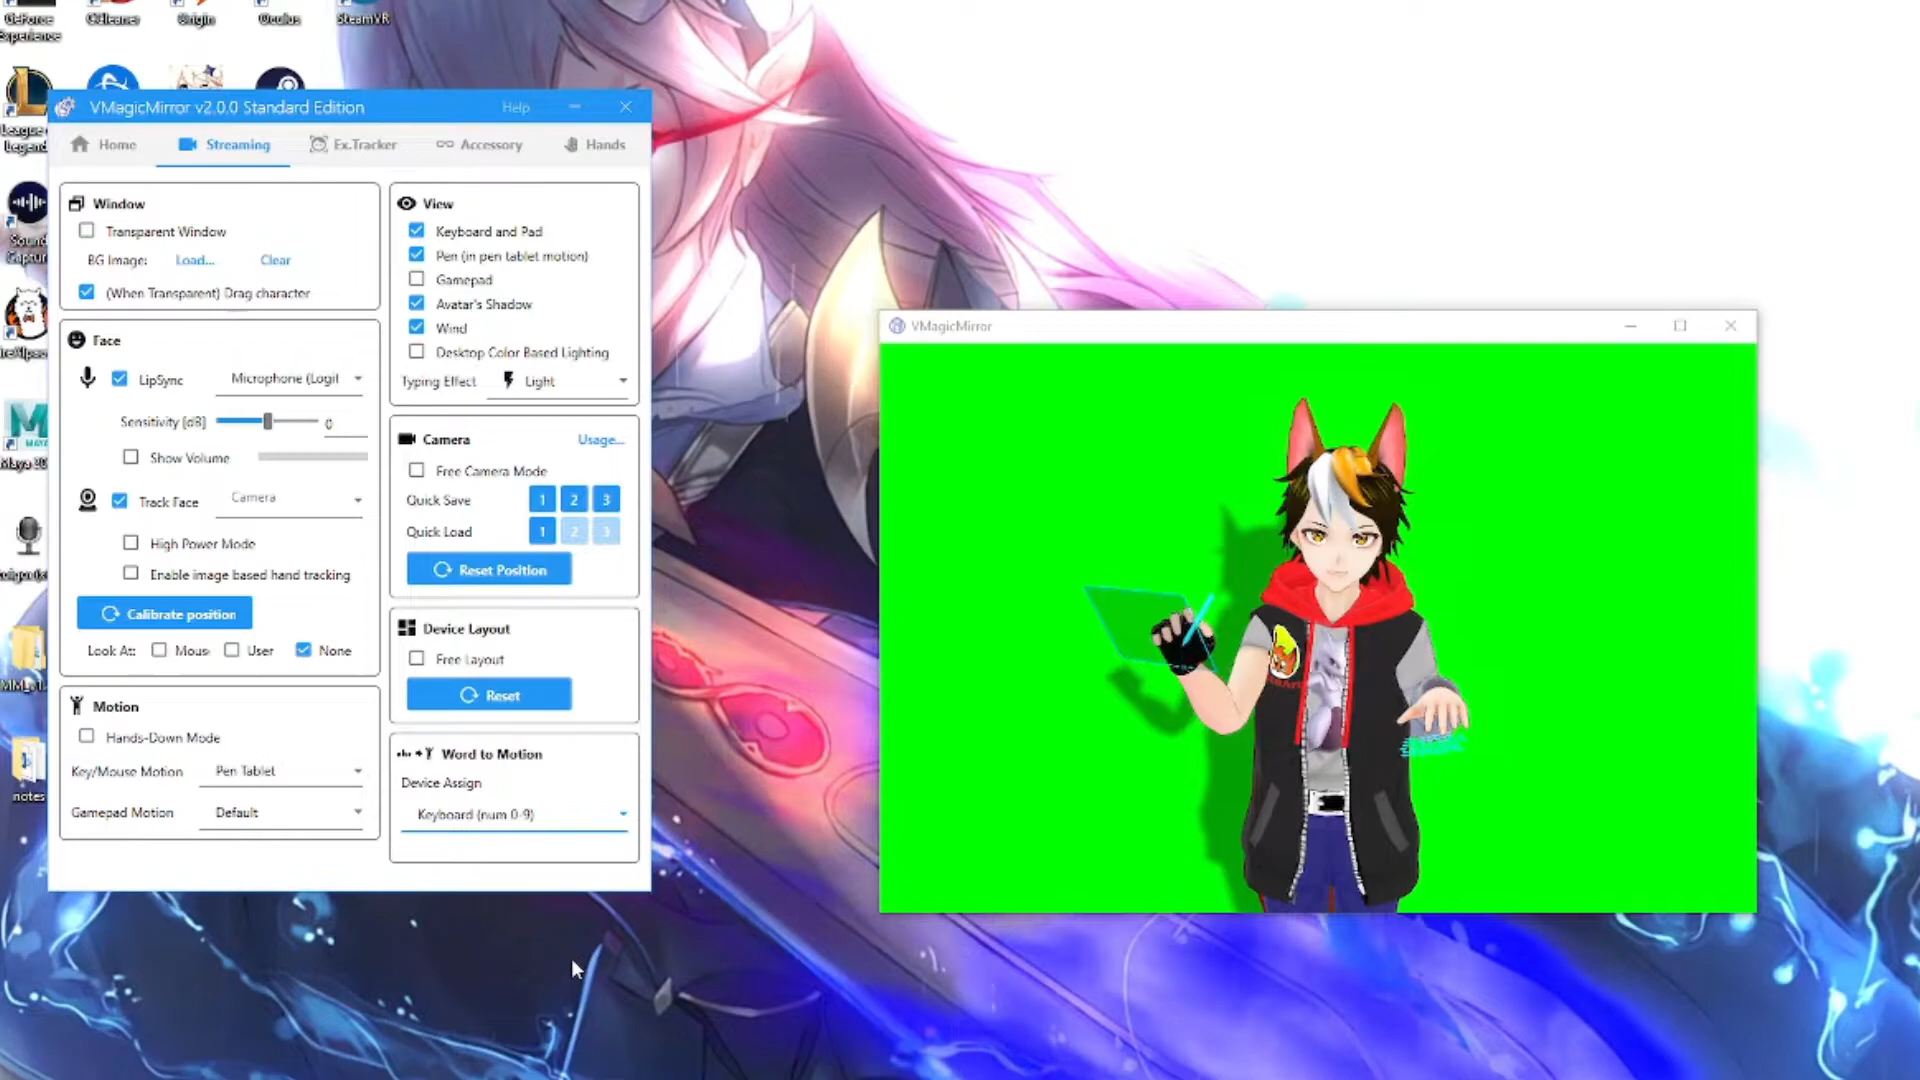 GeForce
Experience
CCleaner
Origin
Oculus
SteamVR
League
Legend
Sound
Captur
Maya 20
notes
VMagicMirror v2.0.0 Standard Edition
Help
Home
Streaming
Ex.Tracker
Accessory
Hands
Window
Transparent Window
BG Image: Load... Clear
(When Transparent) Drag character
Face
LipSync Microphone (Logit
Sensitivity [dB] 0
Show Volume
Track Face Camera
High Power Mode
Enable image based hand tracking
Calibrate position
Look At: Mous User None
Motion
Hands-Down Mode
Key/Mouse Motion Pen Tablet
Gamepad Motion Default
View
Keyboard and Pad
Pen (in pen tablet motion)
Gamepad
Avatar's Shadow
Wind
Desktop Color Based Lighting
Typing Effect Light
Camera Usage...
Free Camera Mode
Quick Save 1 2 3
Quick Load 1 2 3
Reset Position
Device Layout
Free Layout
Reset
Word to Motion
Device Assign
Keyboard (num 0-9)
VMagicMirror